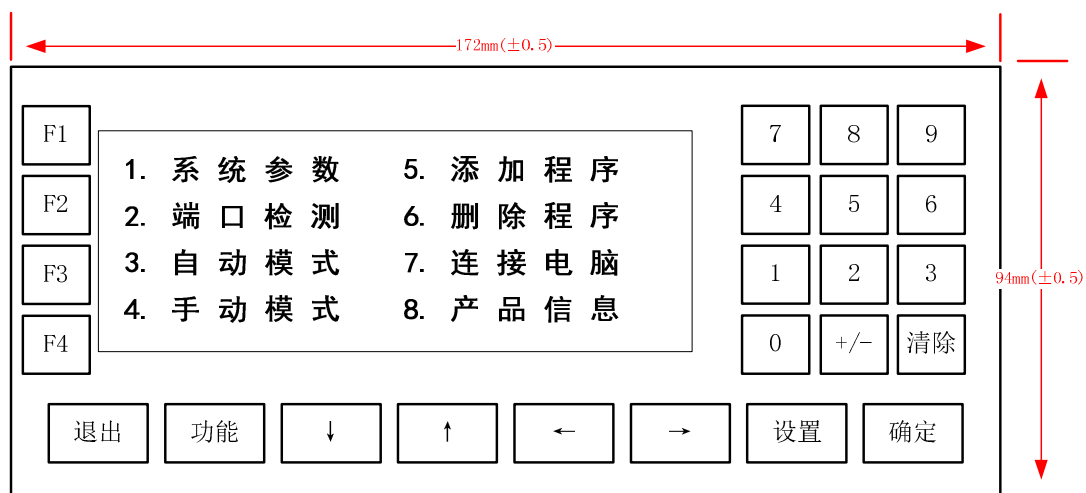 172mm(±0.5)
F1
F2
F3
F4
1. 系统参数 5. 添加程序
2. 端口检测 6. 删除程序
3. 自动模式 7. 连接电脑
4. 手动模式 8. 产品信息
7 8 9
4 5 6
1 2 3
0 +/- 清除
94mm(±0.5)
退出 功能 ↓ ↑ ← → 设置 确定